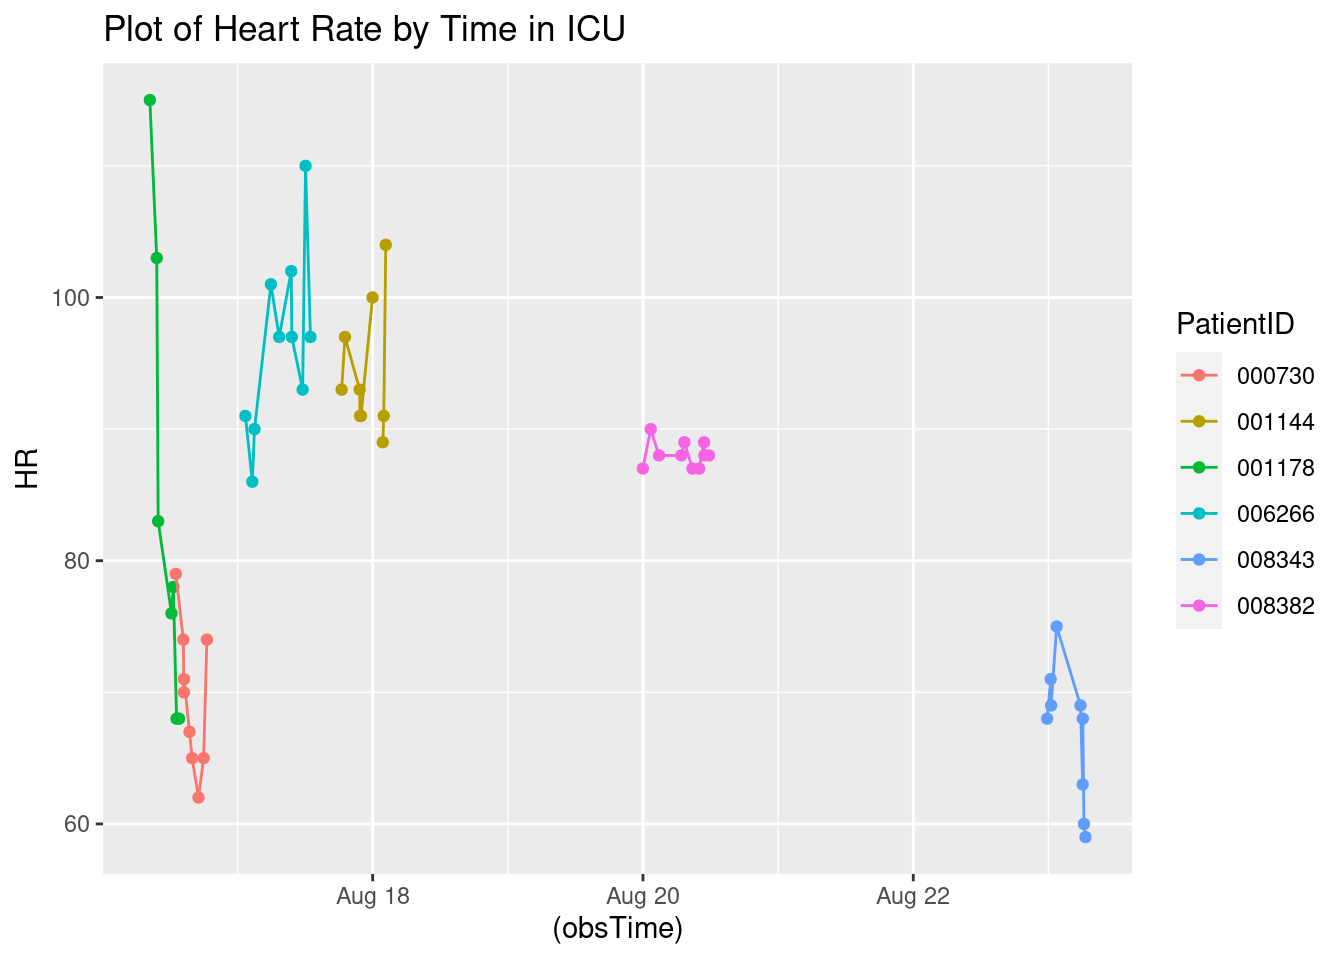 Plot of Heart Rate by Time in ICU
HR
100
80
60
Aug 18
Aug 20
Aug 22
(obsTime)
PatientID
000730
001144
001178
006266
008343
008382